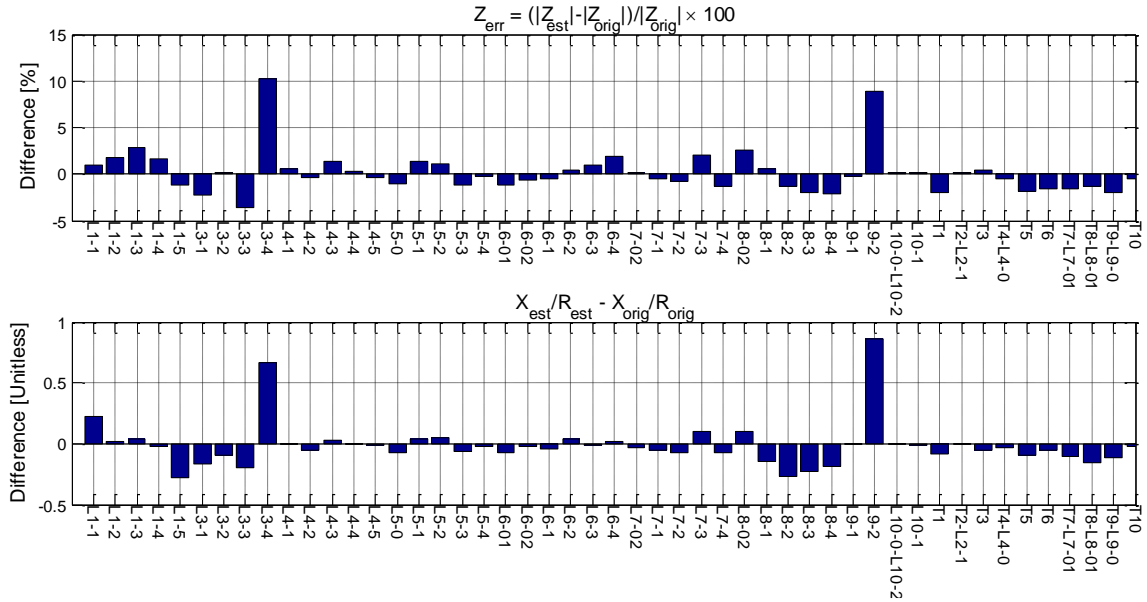 Z_err = (|Z_est|-|Z_orig|)/|Z_orig| × 100
Difference [%]
15
10
5
0
-5
L1-1
L1-2
L1-3
L1-4
L1-5
L3-1
L3-2
L3-3
L3-4
L4-1
L4-2
L4-3
L4-4
L4-5
L5-0
L5-1
L5-2
L5-3
L5-4
L6-01
L6-02
L6-1
L6-2
L6-3
L6-4
L7-02
L7-1
L7-2
L7-3
L7-4
L8-02
L8-1
L8-2
L8-3
L8-4
L9-1
L9-2
L10-0-L10-2
L10-1
T1
T2-L2-1
T3
T4-L4-0
T5
T6
T7-L7-01
T8-L8-01
T9-L9-0
T10
X_est/R_est - X_orig/R_orig
Difference [Unitless]
1
0.5
0
-0.5
L1-1
L1-2
L1-3
L1-4
L1-5
L3-1
L3-2
L3-3
L3-4
L4-1
L4-2
L4-3
L4-4
L4-5
L5-0
L5-1
L5-2
L5-3
L5-4
L6-01
L6-02
L6-1
L6-2
L6-3
L6-4
L7-02
L7-1
L7-2
L7-3
L7-4
L8-02
L8-1
L8-2
L8-3
L8-4
L9-1
L9-2
L10-0-L10-2
L10-1
T1
T2-L2-1
T3
T4-L4-0
T5
T6
T7-L7-01
T8-L8-01
T9-L9-0
T10